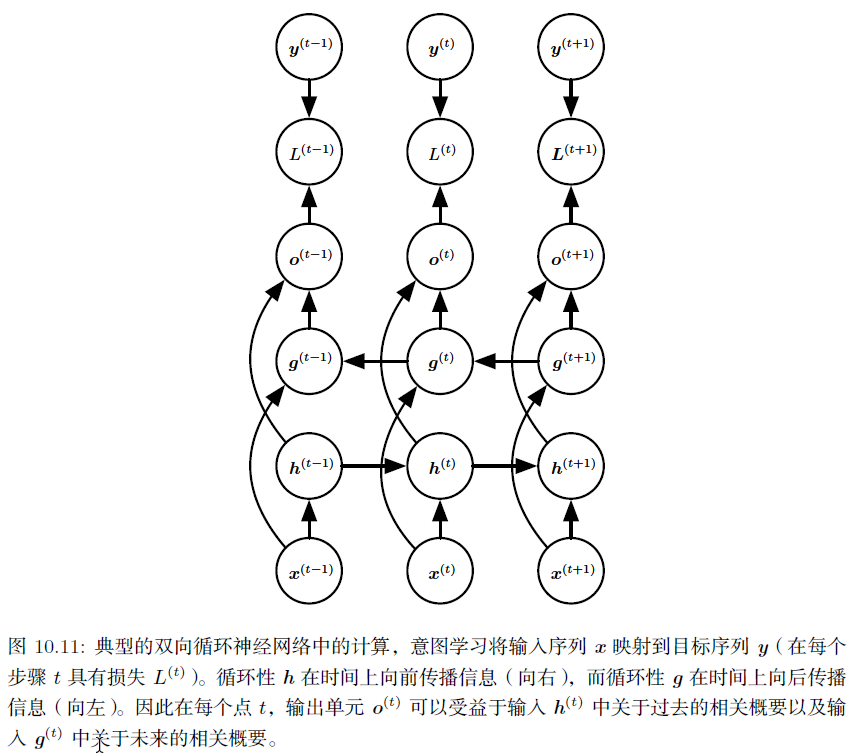 y(t−1) y(t) y(t+1)
L(t−1) L(t) L(t+1)
o(t−1) o(t) o(t+1)
g(t−1) g(t) g(t+1)
h(t−1) h(t) h(t+1)
x(t−1) x(t) x(t+1)
图 10.11: 典型的双向循环神经网络中的计算，意图学习将输入序列 x 映射到目标序列 y（在每个
步骤 t 具有损失 L(t)）。循环性 h 在时间上向前传播信息（向右），而循环性 g 在时间上向后传播
信息（向左）。因此在每个点 t，输出单元 o(t) 可以受益于输入 h(t) 中关于过去的相关概要以及输
入 g(t) 中关于未来的相关概要。